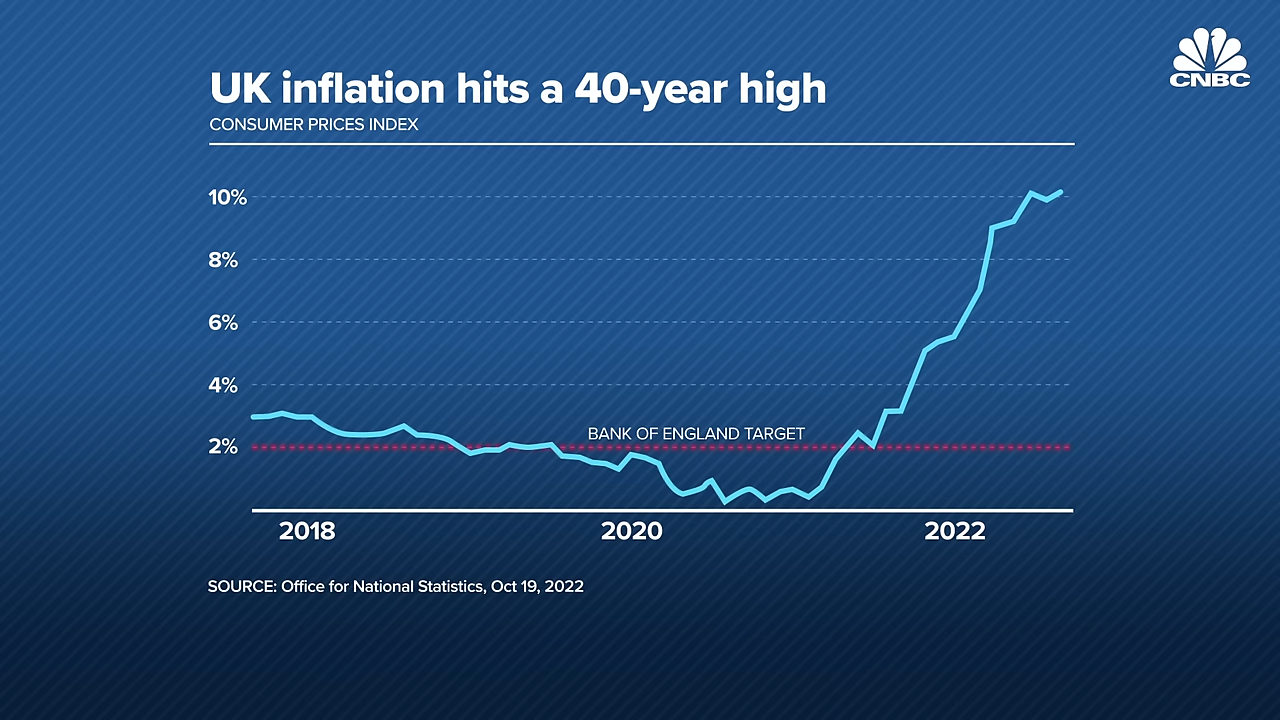 CNBC
UK inflation hits a 40-year high
CONSUMER PRICES INDEX
10%
8%
6%
4%
BANK OF ENGLAND TARGET
2%
2018 2020 2022
SOURCE: Office for National Statistics, Oct 19, 2022